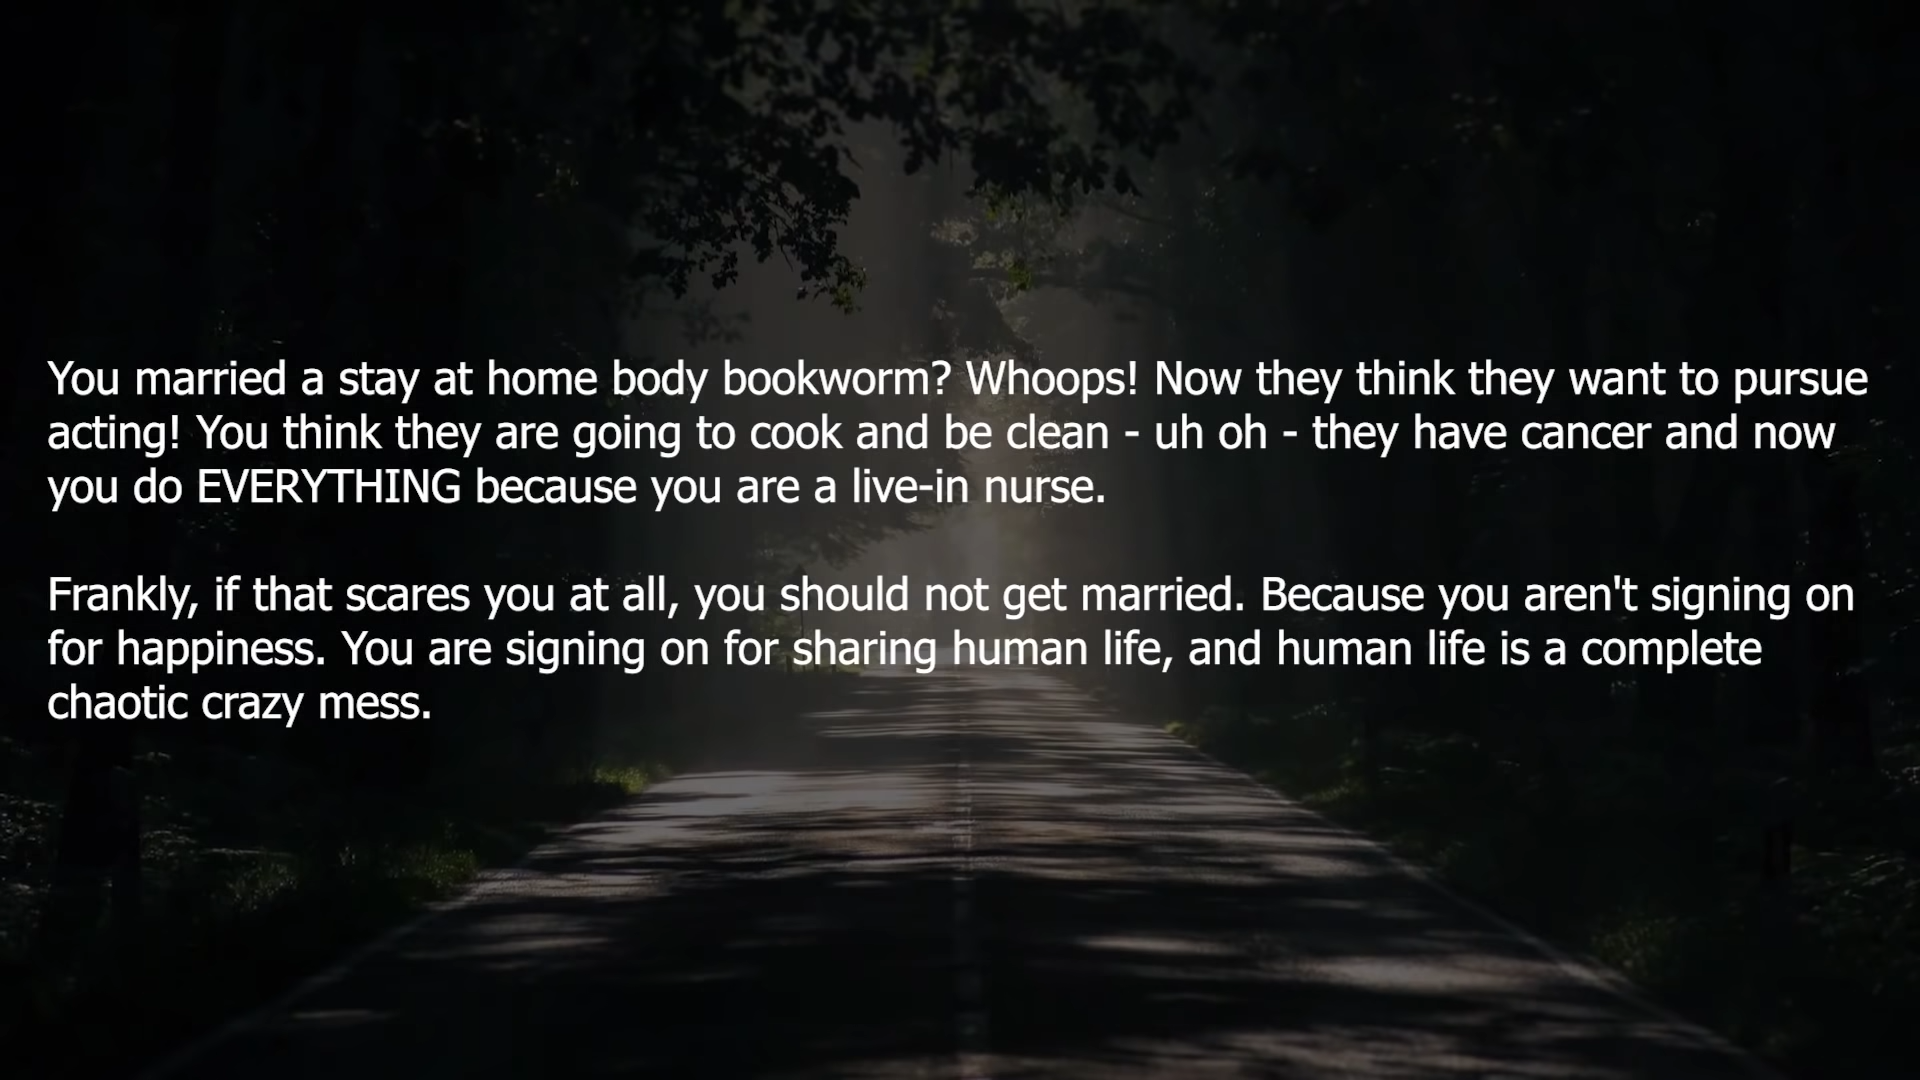 You married a stay at home body bookworm? Whoops! Now they think they want to pursue
acting! You think they are going to cook and be clean - uh oh - they have cancer and now
you do EVERYTHING because you are a live-in nurse.
Frankly, if that scares you at all, you should not get married. Because you aren't signing on
for happiness. You are signing on for sharing human life, and human life is a complete
chaotic crazy mess.